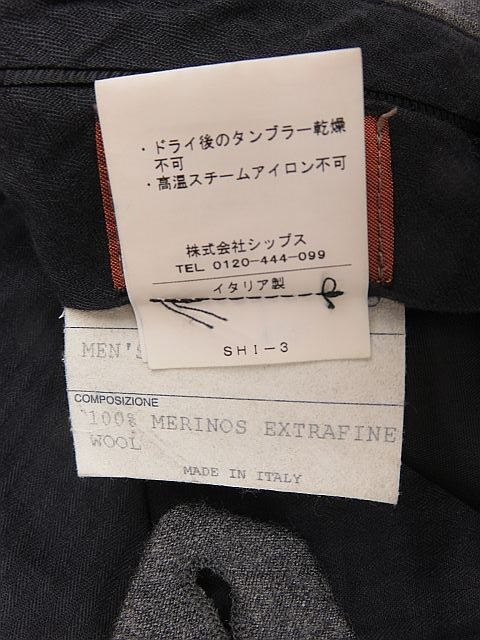 ・ドライ後のタンブラー乾燥
不可
・高温スチームアイロン不可
株式会社シップス
TEL 0120-444-099
イタリア製
SHI-3
MEN'S
COMPOSIZIONE
100% MERINOS EXTRAFINE
WOOL
MADE IN ITALY